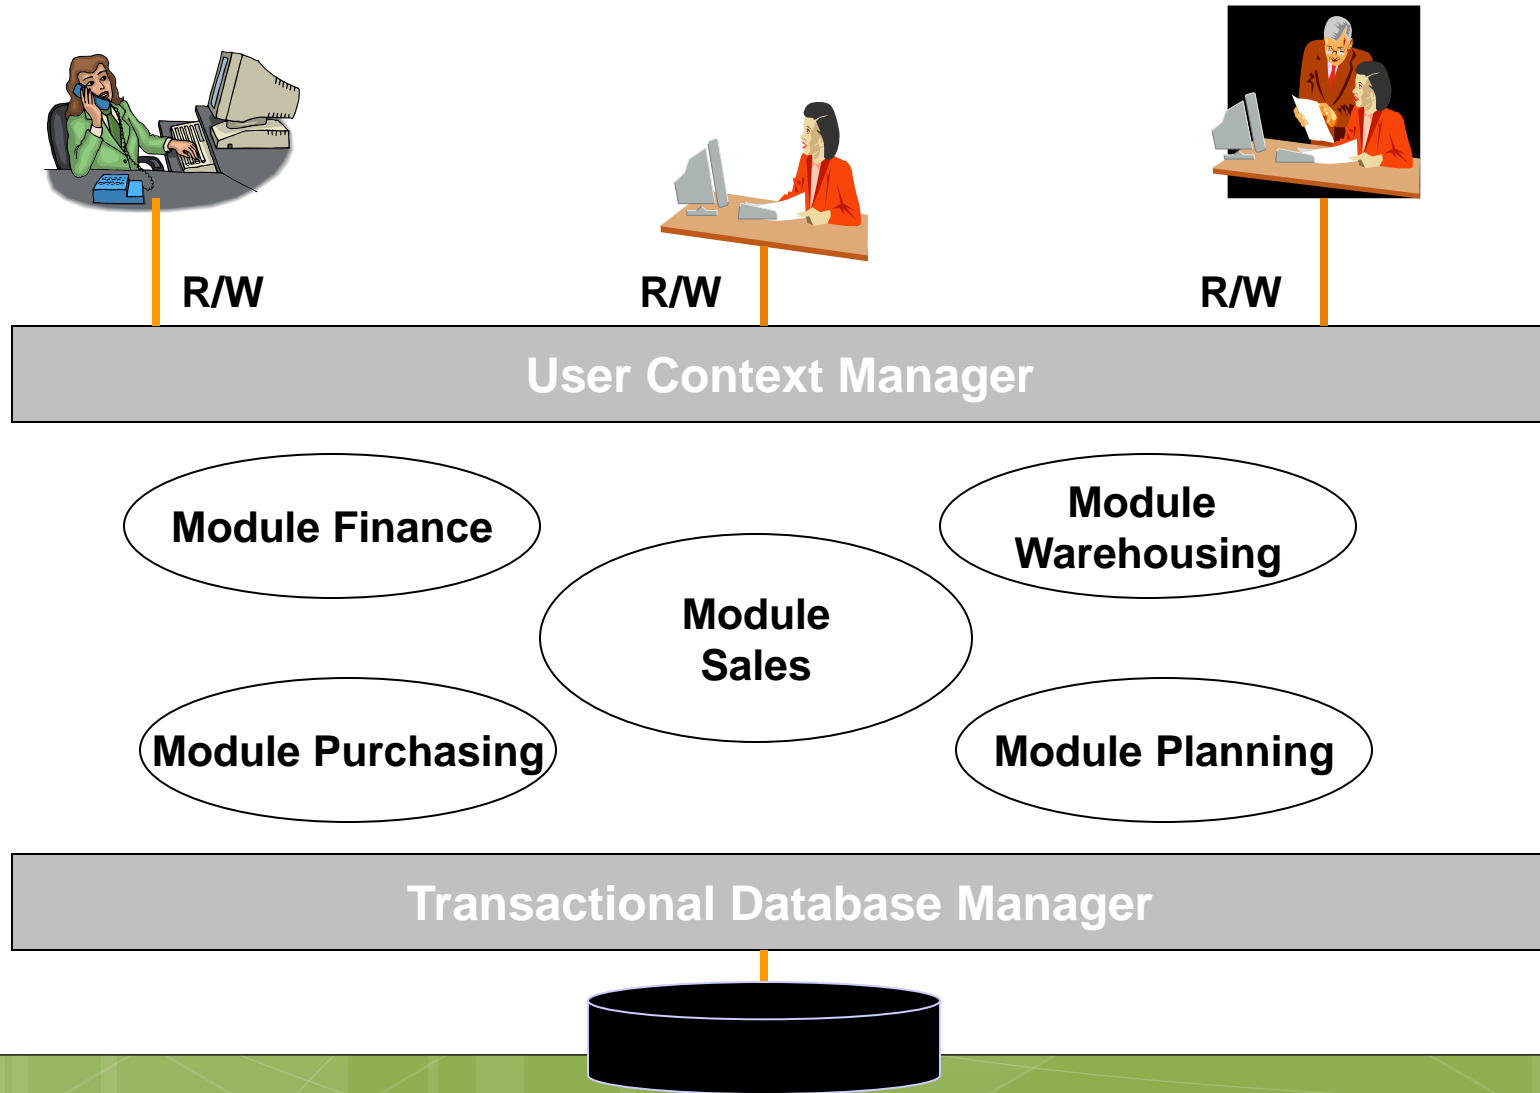 R/W
R/W
R/W
User Context Manager
Module Finance
Module
Warehousing
Module
Sales
Module Purchasing
Module Planning
Transactional Database Manager